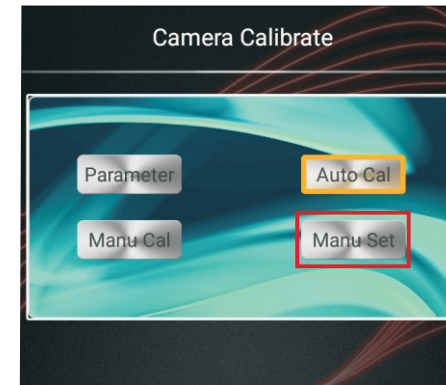 Camera Calibrate
Parameter
Auto Cal
Manu Cal
Manu Set